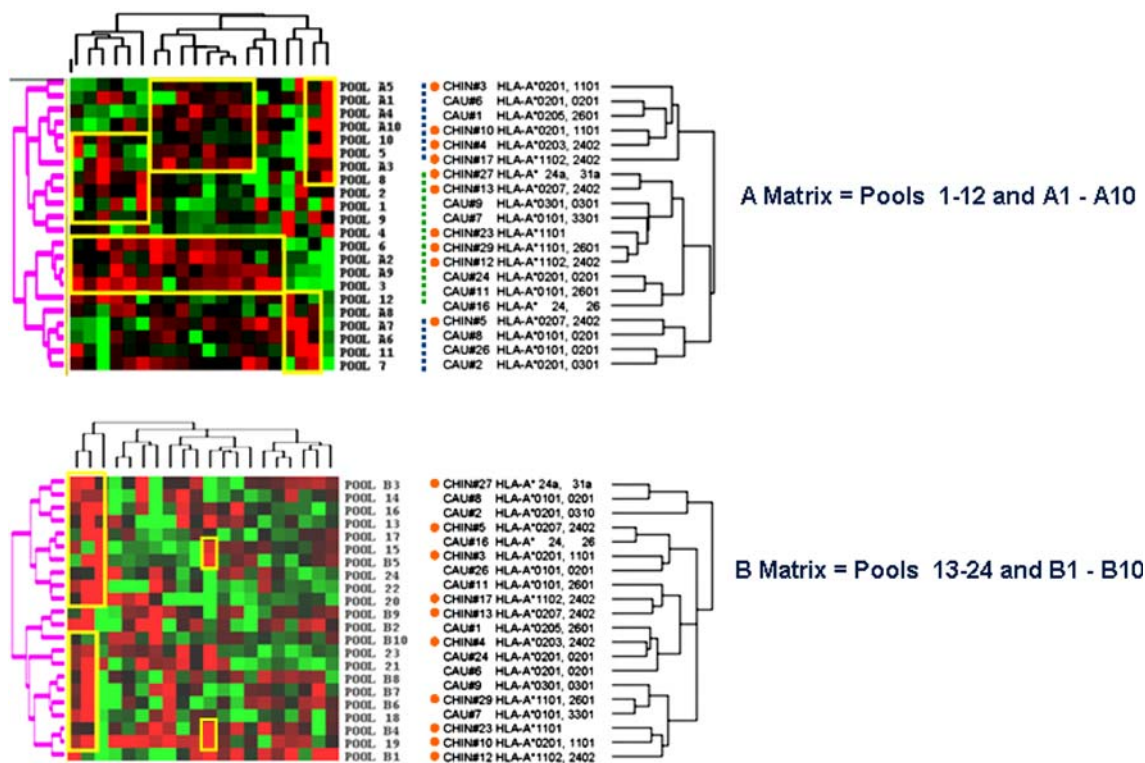 POOL A5
POOL A1
POOL A4
POOL A10
POOL 10
POOL 5
POOL A3
POOL 8
POOL 2
POOL 1
POOL 9
POOL 4
POOL 6
POOL A2
POOL A9
POOL 3
POOL 12
POOL A8
POOL A7
POOL A6
POOL 11
POOL 7
CHIN#3 HLA-A*0201, 1101
CAU#6 HLA-A*0201, 0201
CAU#1 HLA-A*0205, 2601
CHIN#10 HLA-A*0201, 1101
CHIN#4 HLA-A*0203, 2402
CHIN#17 HLA-A*1102, 2402
CHIN#27 HLA-A* 24a, 31a
CHIN#13 HLA-A*0207, 2402
CAU#9 HLA-A*0301, 0301
CAU#7 HLA-A*0101, 3301
CHIN#23 HLA-A*1101
CHIN#29 HLA-A*1101, 2601
CHIN#12 HLA-A*1102, 2402
CAU#24 HLA-A*0201, 0201
CAU#11 HLA-A*0101, 2601
CAU#16 HLA-A* 24, 26
CHIN#5 HLA-A*0207, 2402
CAU#8 HLA-A*0101, 0201
CAU#26 HLA-A*0101, 0201
CAU#2 HLA-A*0201, 0301
A Matrix = Pools 1-12 and A1 - A10
POOL B3
POOL 14
POOL 16
POOL 13
POOL 17
POOL 15
POOL B5
POOL 24
POOL 22
POOL 20
POOL B9
POOL B2
POOL B10
POOL 23
POOL 21
POOL B8
POOL B7
POOL B6
POOL 18
POOL B4
POOL 19
POOL B1
CHIN#27 HLA-A* 24a, 31a
CAU#8 HLA-A*0101, 0201
CAU#2 HLA-A*0201, 0310
CHIN#5 HLA-A*0207, 2402
CAU#16 HLA-A* 24, 26
CHIN#3 HLA-A*0201, 1101
CAU#26 HLA-A*0101, 0201
CAU#11 HLA-A*0101, 2601
CHIN#17 HLA-A*1102, 2402
CHIN#13 HLA-A*0207, 2402
CAU#1 HLA-A*0205, 2601
CHIN#4 HLA-A*0203, 2402
CAU#24 HLA-A*0201, 0201
CAU#6 HLA-A*0201, 0201
CAU#9 HLA-A*0301, 0301
CHIN#29 HLA-A*1101, 2601
CAU#7 HLA-A*0101, 3301
CHIN#23 HLA-A*1101
CHIN#10 HLA-A*0201, 1101
CHIN#12 HLA-A*1102, 2402
B Matrix = Pools 13-24 and B1 - B10